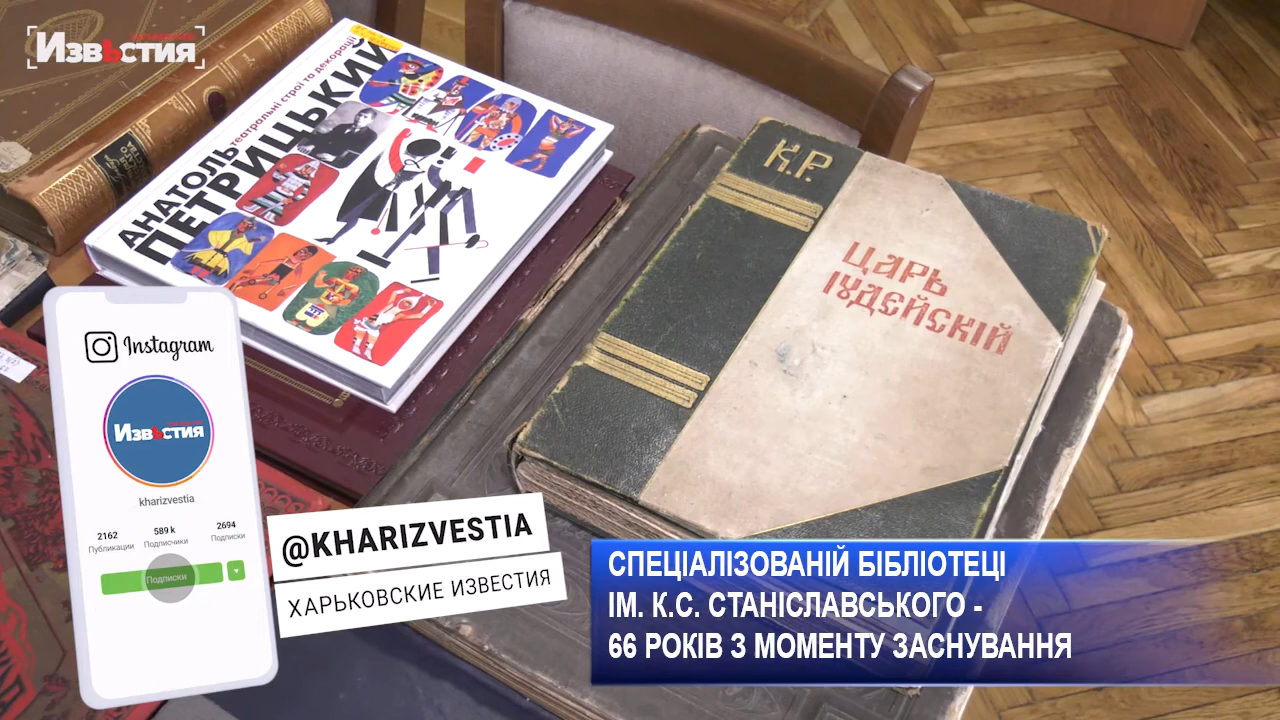 ИЗВЕСТИЯ
АНАТОЛЬ
ПЕТРИЦЬКИЙ
театральні строї та декорації
К.Р.
ЦАРЬ
ІУДЕЙСКІЙ
Instagram
ИЗВЕСТИЯ
kharizvestia
2162
589 k
2694
Публикации
Подписчики
Подписки
Подписки
@KHARIZVESTIA
ХАРЬКОВСКИЕ ИЗВЕСТИЯ
СПЕЦІАЛІЗОВАНІЙ БІБЛІОТЕЦІ
ІМ. К.С. СТАНІСЛАВСЬКОГО -
66 РОКІВ З МОМЕНТУ ЗАСНУВАННЯ